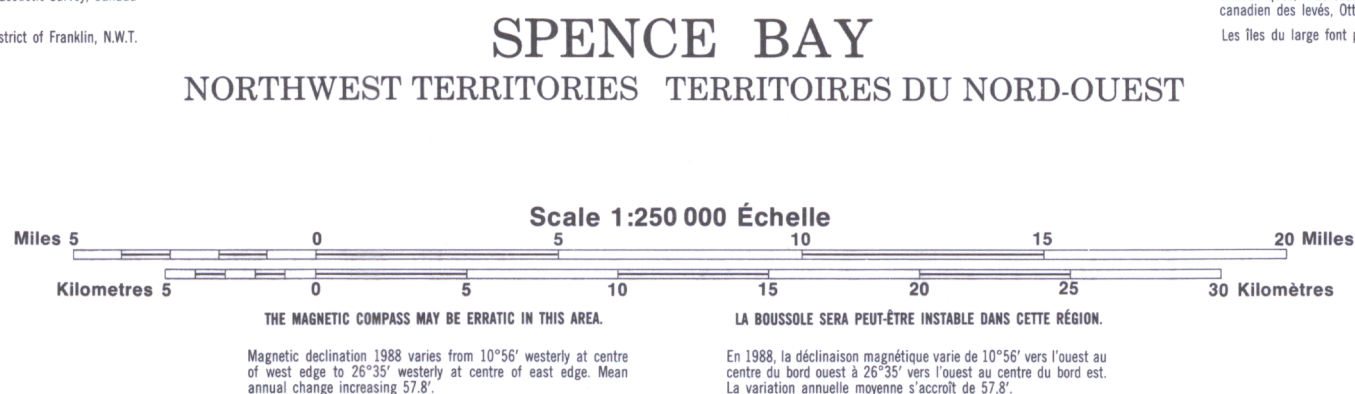 canadien des levés, Ott
strict of Franklin, N.W.T.
Les îles du large font
SPENCE BAY
NORTHWEST TERRITORIES TERRITOIRES DU NORD-OUEST
Scale 1:250 000 Échelle
Miles 5 0 5 10 15 20 Milles
Kilometres 5 0 5 10 15 20 25 30 Kilomètres
THE MAGNETIC COMPASS MAY BE ERRATIC IN THIS AREA.
Magnetic declination 1988 varies from 10°56′ westerly at centre
of west edge to 26°35′ westerly at centre of east edge. Mean
annual change increasing 57.8′.
LA BOUSSOLE SERA PEUT-ÊTRE INSTABLE DANS CETTE RÉGION.
En 1988, la déclinaison magnétique varie de 10°56′ vers l'ouest au
centre du bord ouest à 26°35′ vers l'ouest au centre du bord est.
La variation annuelle moyenne s'accroît de 57.8′.